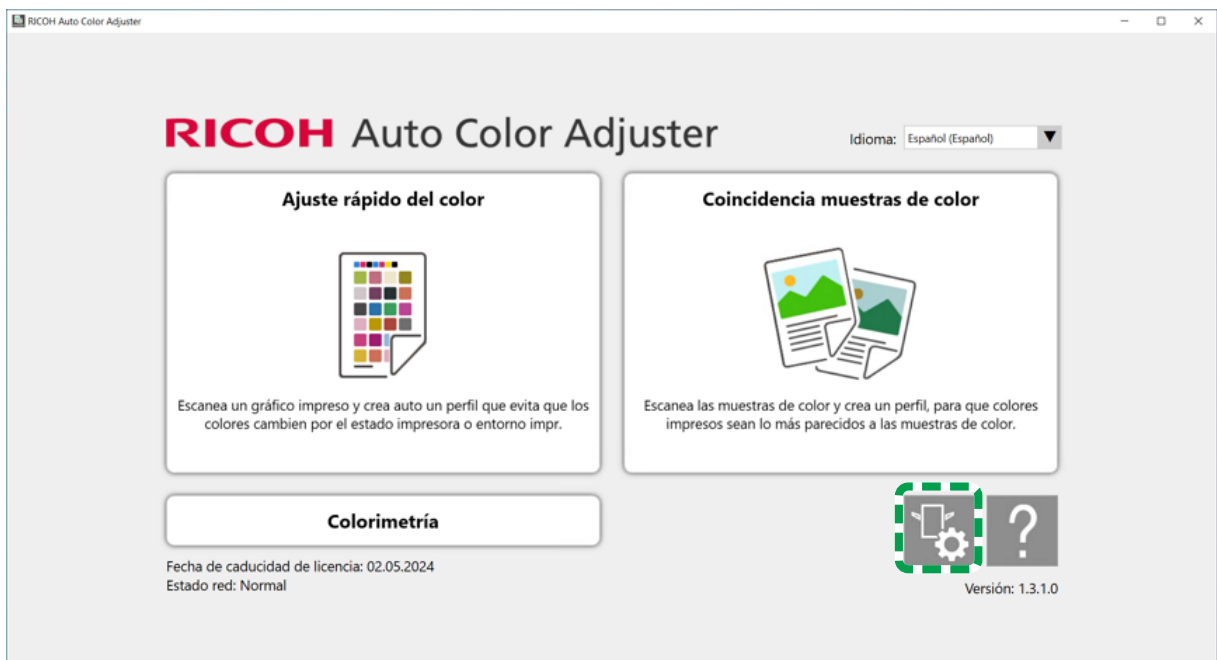 RICOH Auto Color Adjuster
RICOH Auto Color Adjuster
Idioma: Español (Español)
Ajuste rápido del color
Escanea un gráfico impreso y crea auto un perfil que evita que los
colores cambien por el estado impresora o entorno impr.
Coincidencia muestras de color
Escanea las muestras de color y crea un perfil, para que colores
impresos sean lo más parecidos a las muestras de color.
Colorimetría
?
Fecha de caducidad de licencia: 02.05.2024
Estado red: Normal
Versión: 1.3.1.0